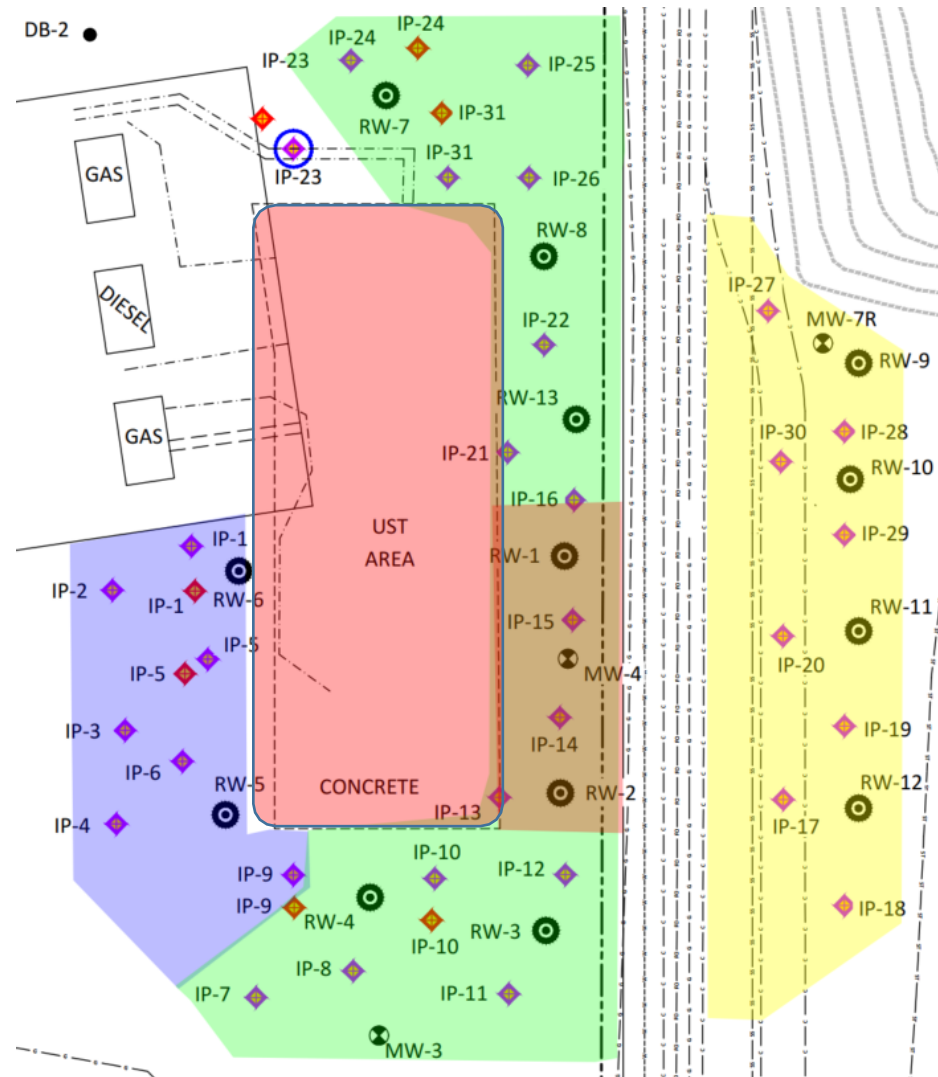 DB-2
IP-24
IP-24
IP-23
IP-25
IP-31
RW-7
IP-23
GAS
IP-31
IP-26
RW-8
IP-27
DIESEL
MW-7R
IP-22
RW-9
RW-13
GAS
IP-30
IP-28
IP-21
RW-10
IP-16
UST
AREA
IP-29
IP-1
RW-1
IP-2
IP-1
RW-6
IP-15
RW-11
IP-5
IP-20
IP-5
MW-4
IP-3
IP-19
IP-14
IP-6
RW-5
CONCRETE
RW-2
RW-12
IP-13
IP-17
IP-4
IP-10
IP-9
IP-12
IP-9
RW-4
IP-18
RW-3
IP-10
IP-8
IP-7
IP-11
MW-3